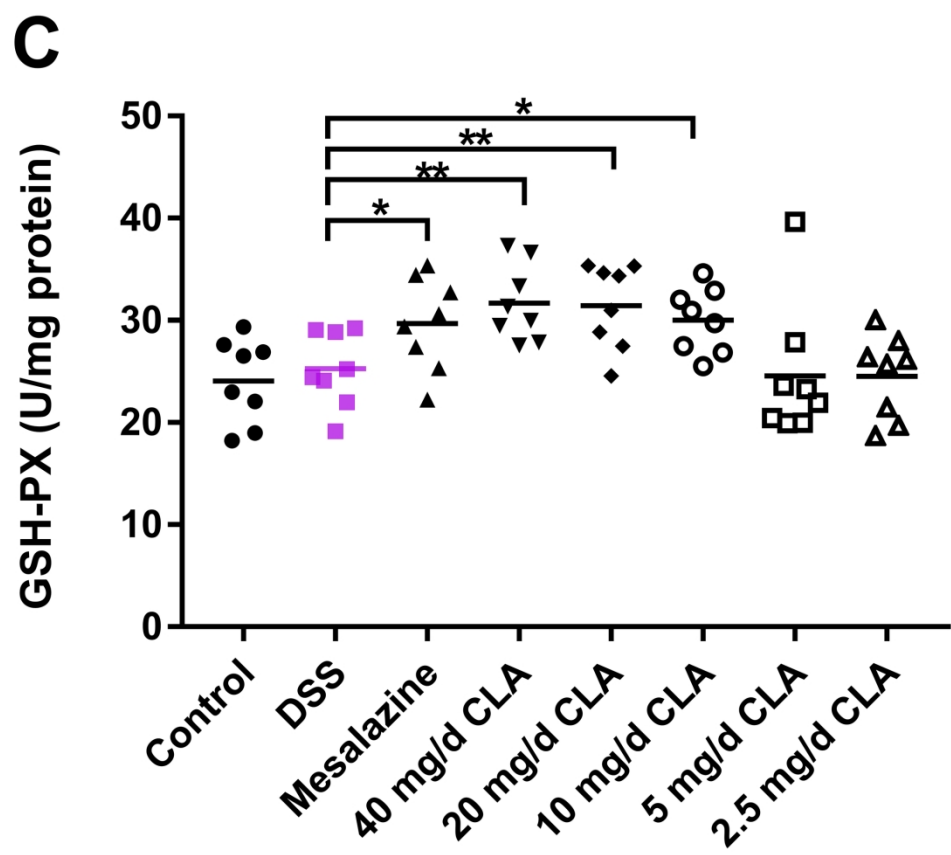 C
GSH-PX (U/mg protein)
50
40
30
20
10
0
*
**
**
*
Control
DSS
Mesalazine
40 mg/d CLA
20 mg/d CLA
10 mg/d CLA
5 mg/d CLA
2.5 mg/d CLA